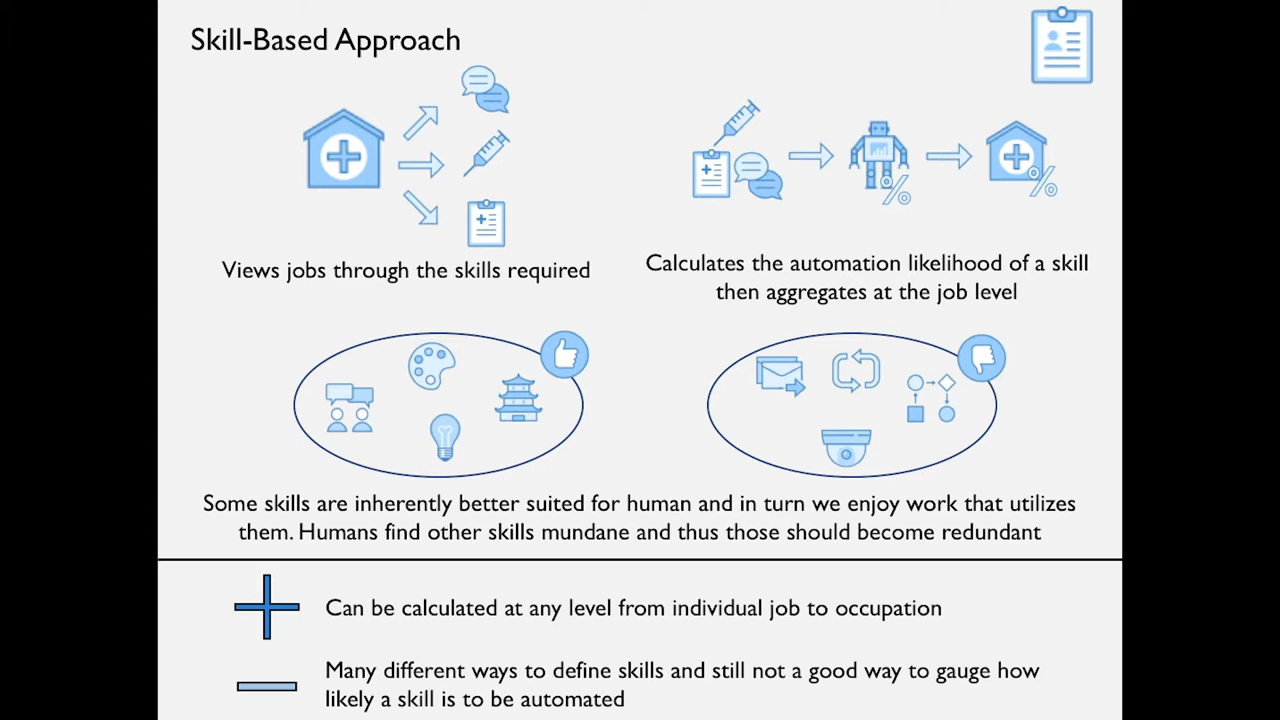 Skill-Based Approach
Views jobs through the skills required
Calculates the automation likelihood of a skill
then aggregates at the job level
Some skills are inherently better suited for human and in turn we enjoy work that utilizes
them. Humans find other skills mundane and thus those should become redundant
Can be calculated at any level from individual job to occupation
Many different ways to define skills and still not a good way to gauge how
likely a skill is to be automated